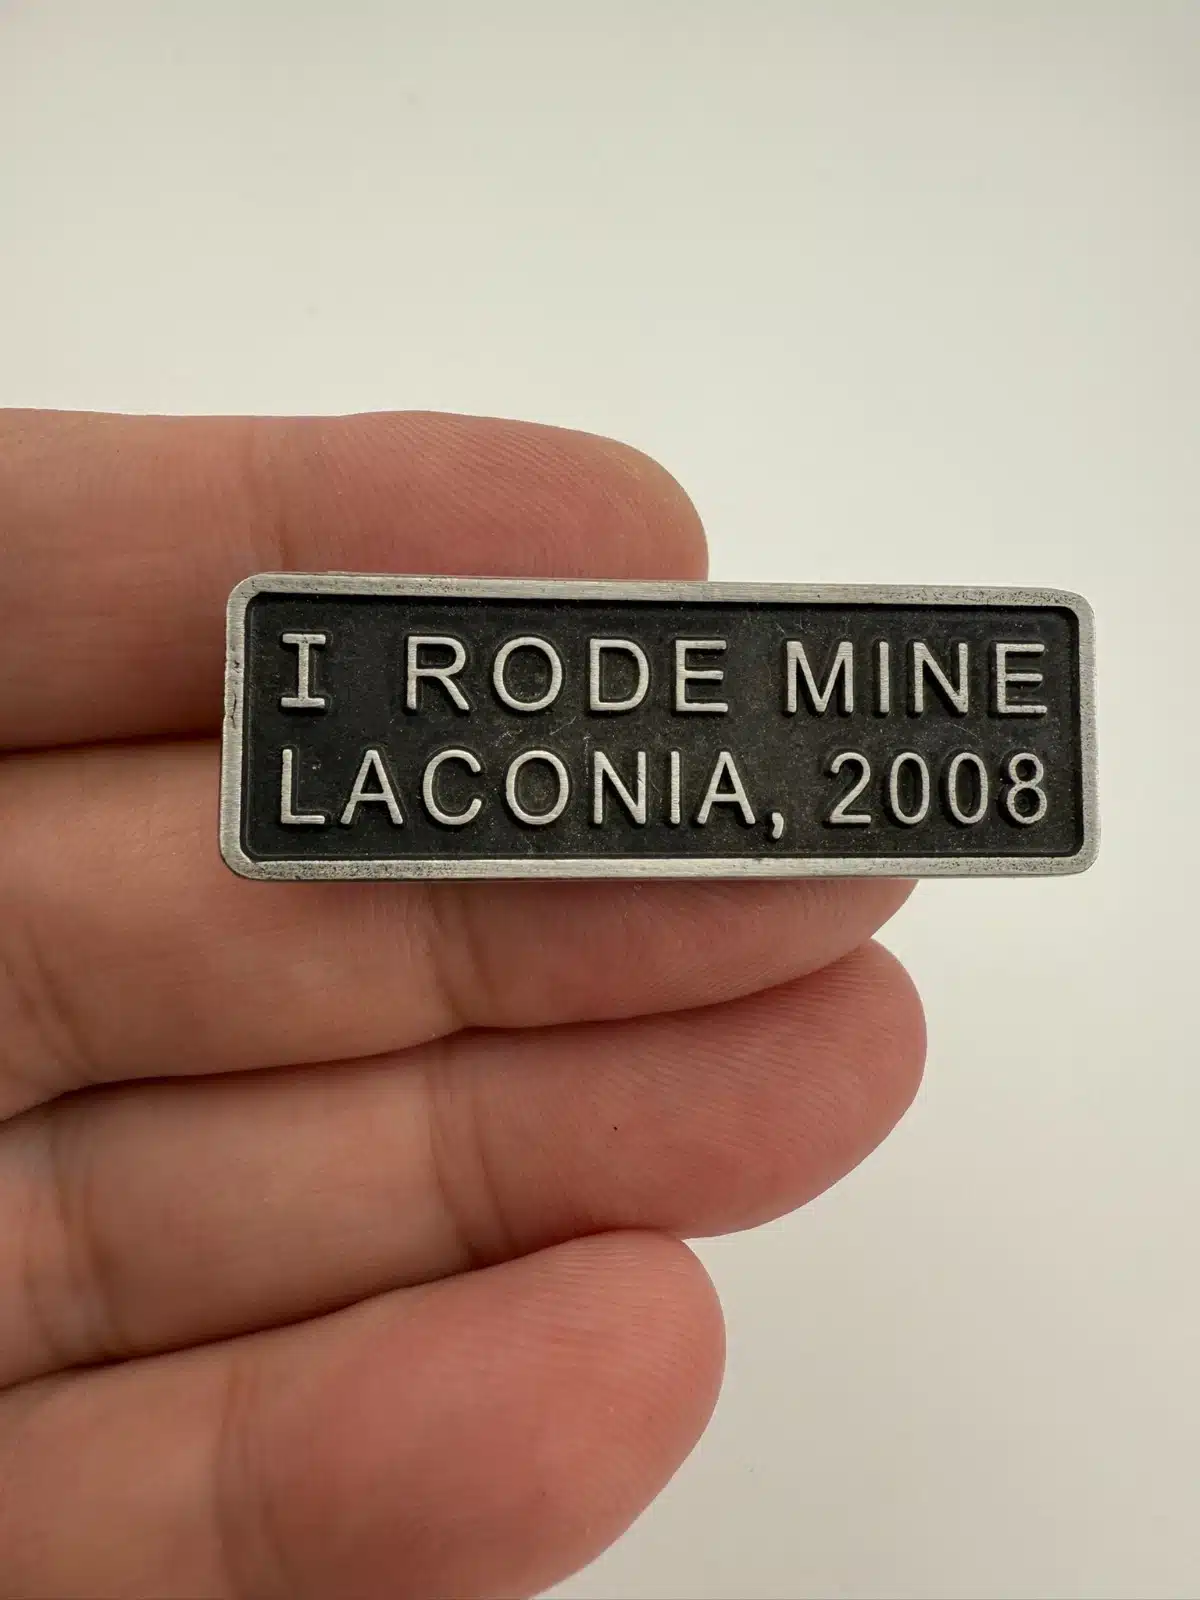 I RODE MINE
LACONIA, 2008